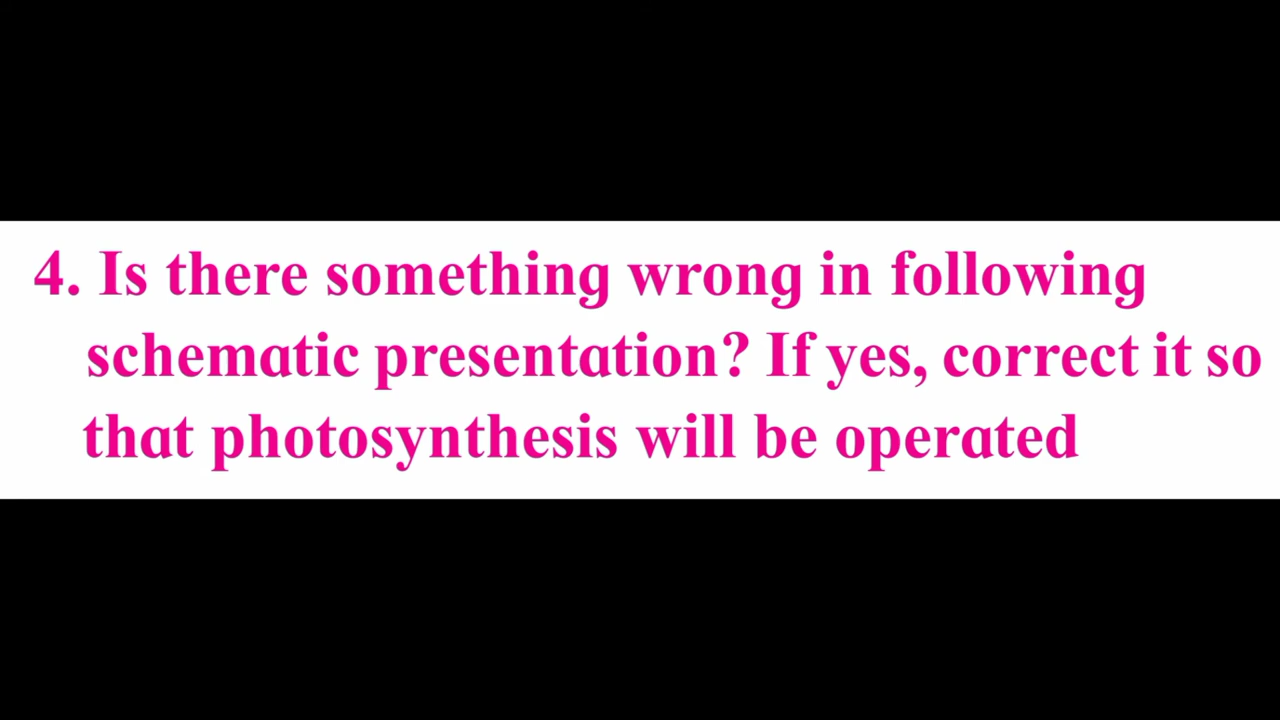 4. Is there something wrong in following
schematic presentation? If yes, correct it so
that photosynthesis will be operated